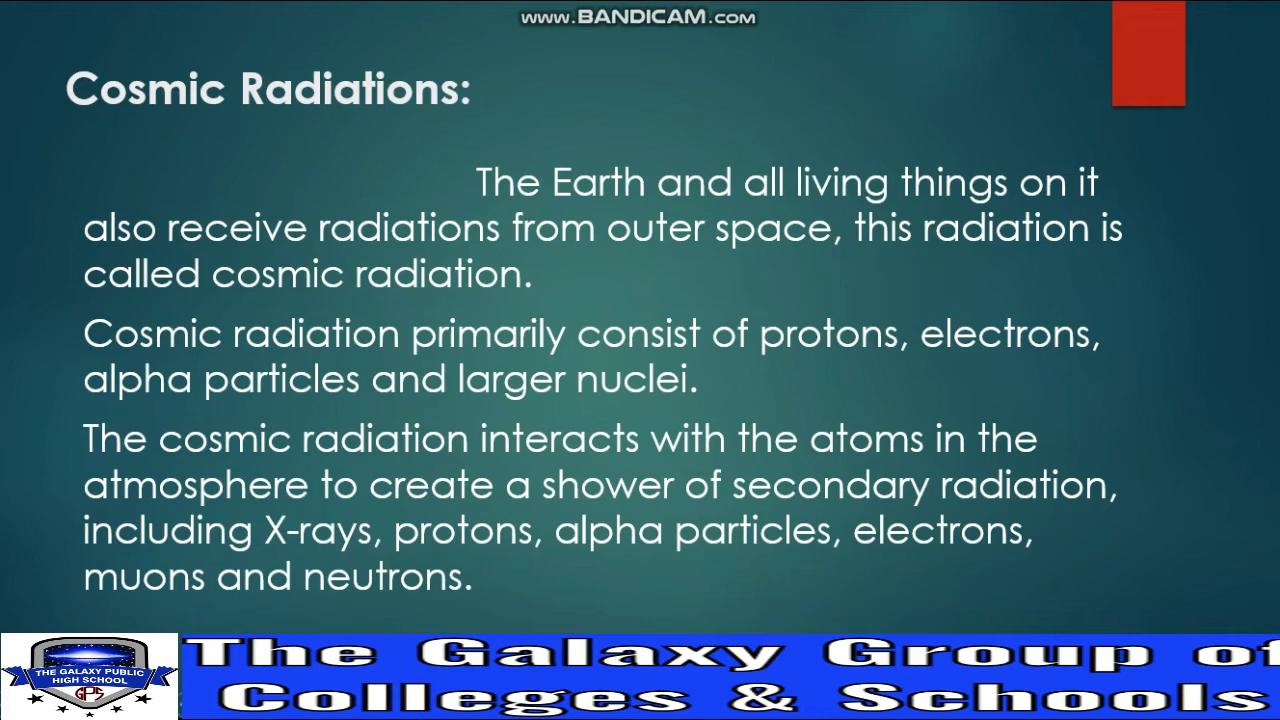 www.BANDICAM.com
Cosmic Radiations:
The Earth and all living things on it
also receive radiations from outer space, this radiation is
called cosmic radiation.
Cosmic radiation primarily consist of protons, electrons,
alpha particles and larger nuclei.
The cosmic radiation interacts with the atoms in the
atmosphere to create a shower of secondary radiation,
including X-rays, protons, alpha particles, electrons,
muons and neutrons.
THE GALAXY PUBLIC
HIGH SCHOOL
GPS
The Galaxy Group of
Colleges & Schools